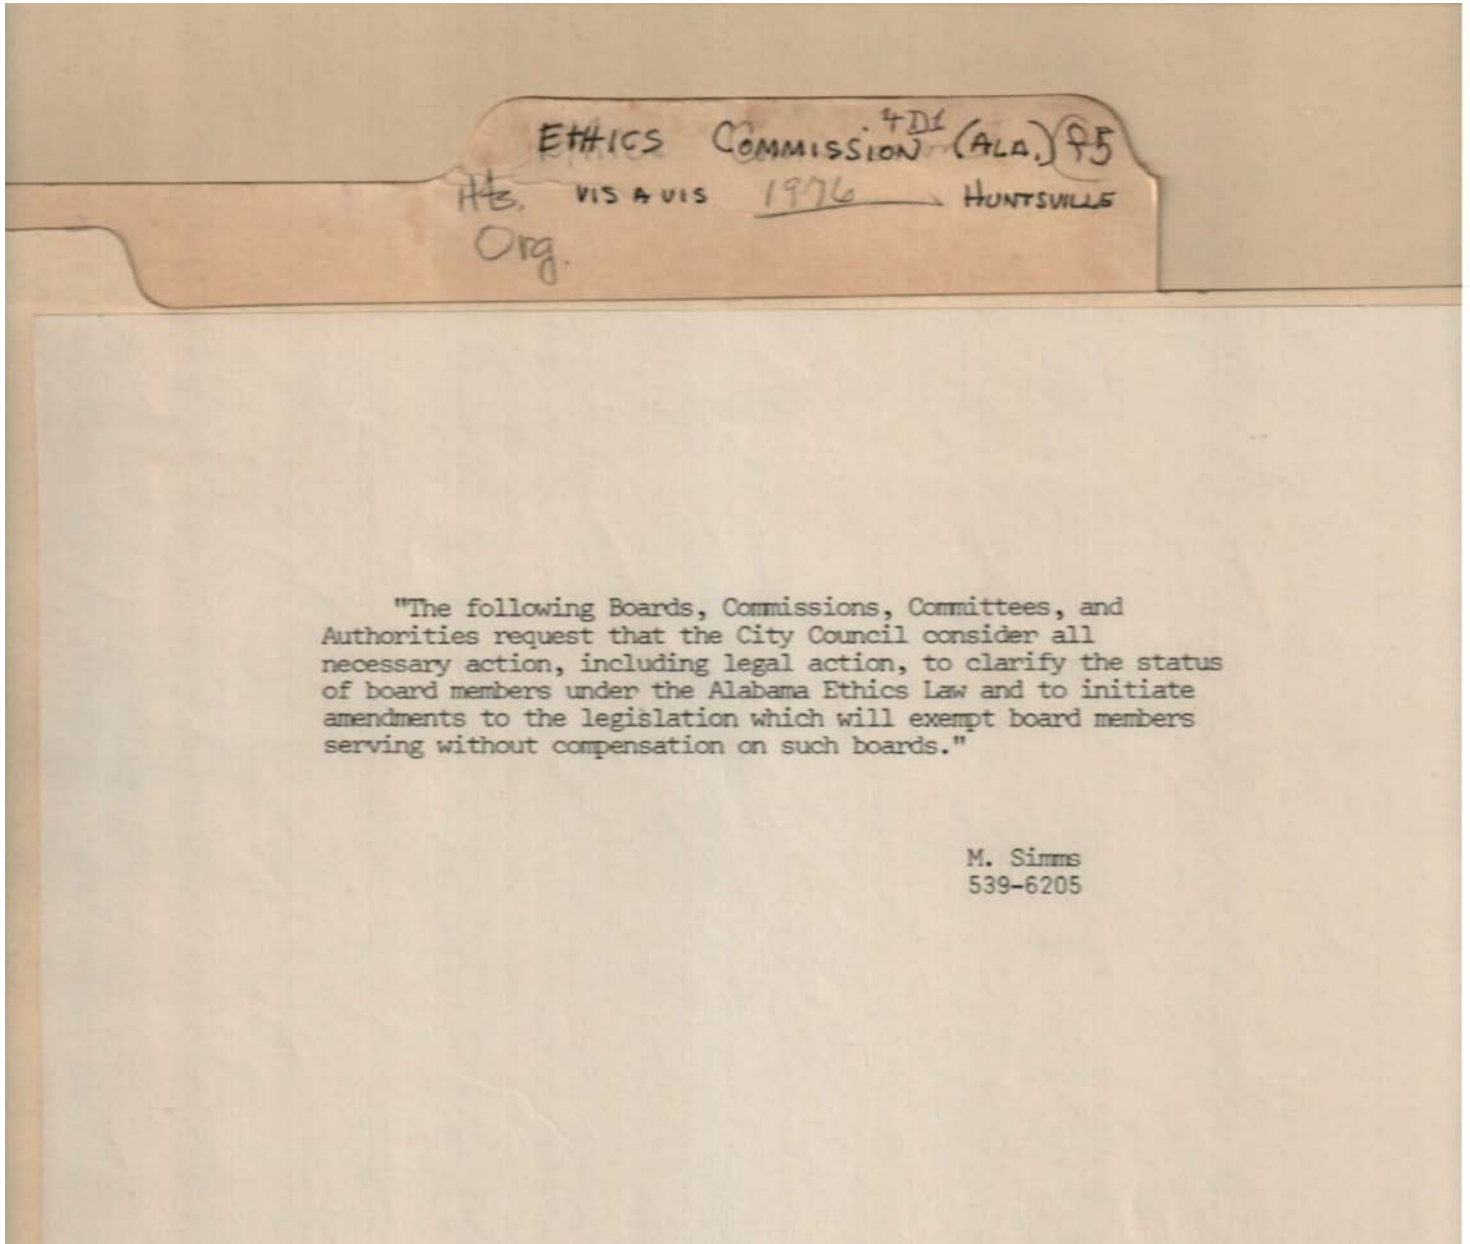 ETHICS COMMISSION 4D1 (ALA.) f5
Hts. VIS A VIS 1976 HUNTSVILLE
Org.
"The following Boards, Commissions, Committees, and
Authorities request that the City Council consider all
necessary action, including legal action, to clarify the status
of board members under the Alabama Ethics Law and to initiate
amendments to the legislation which will exempt board members
serving without compensation on such boards."
M. Simms
539-6205